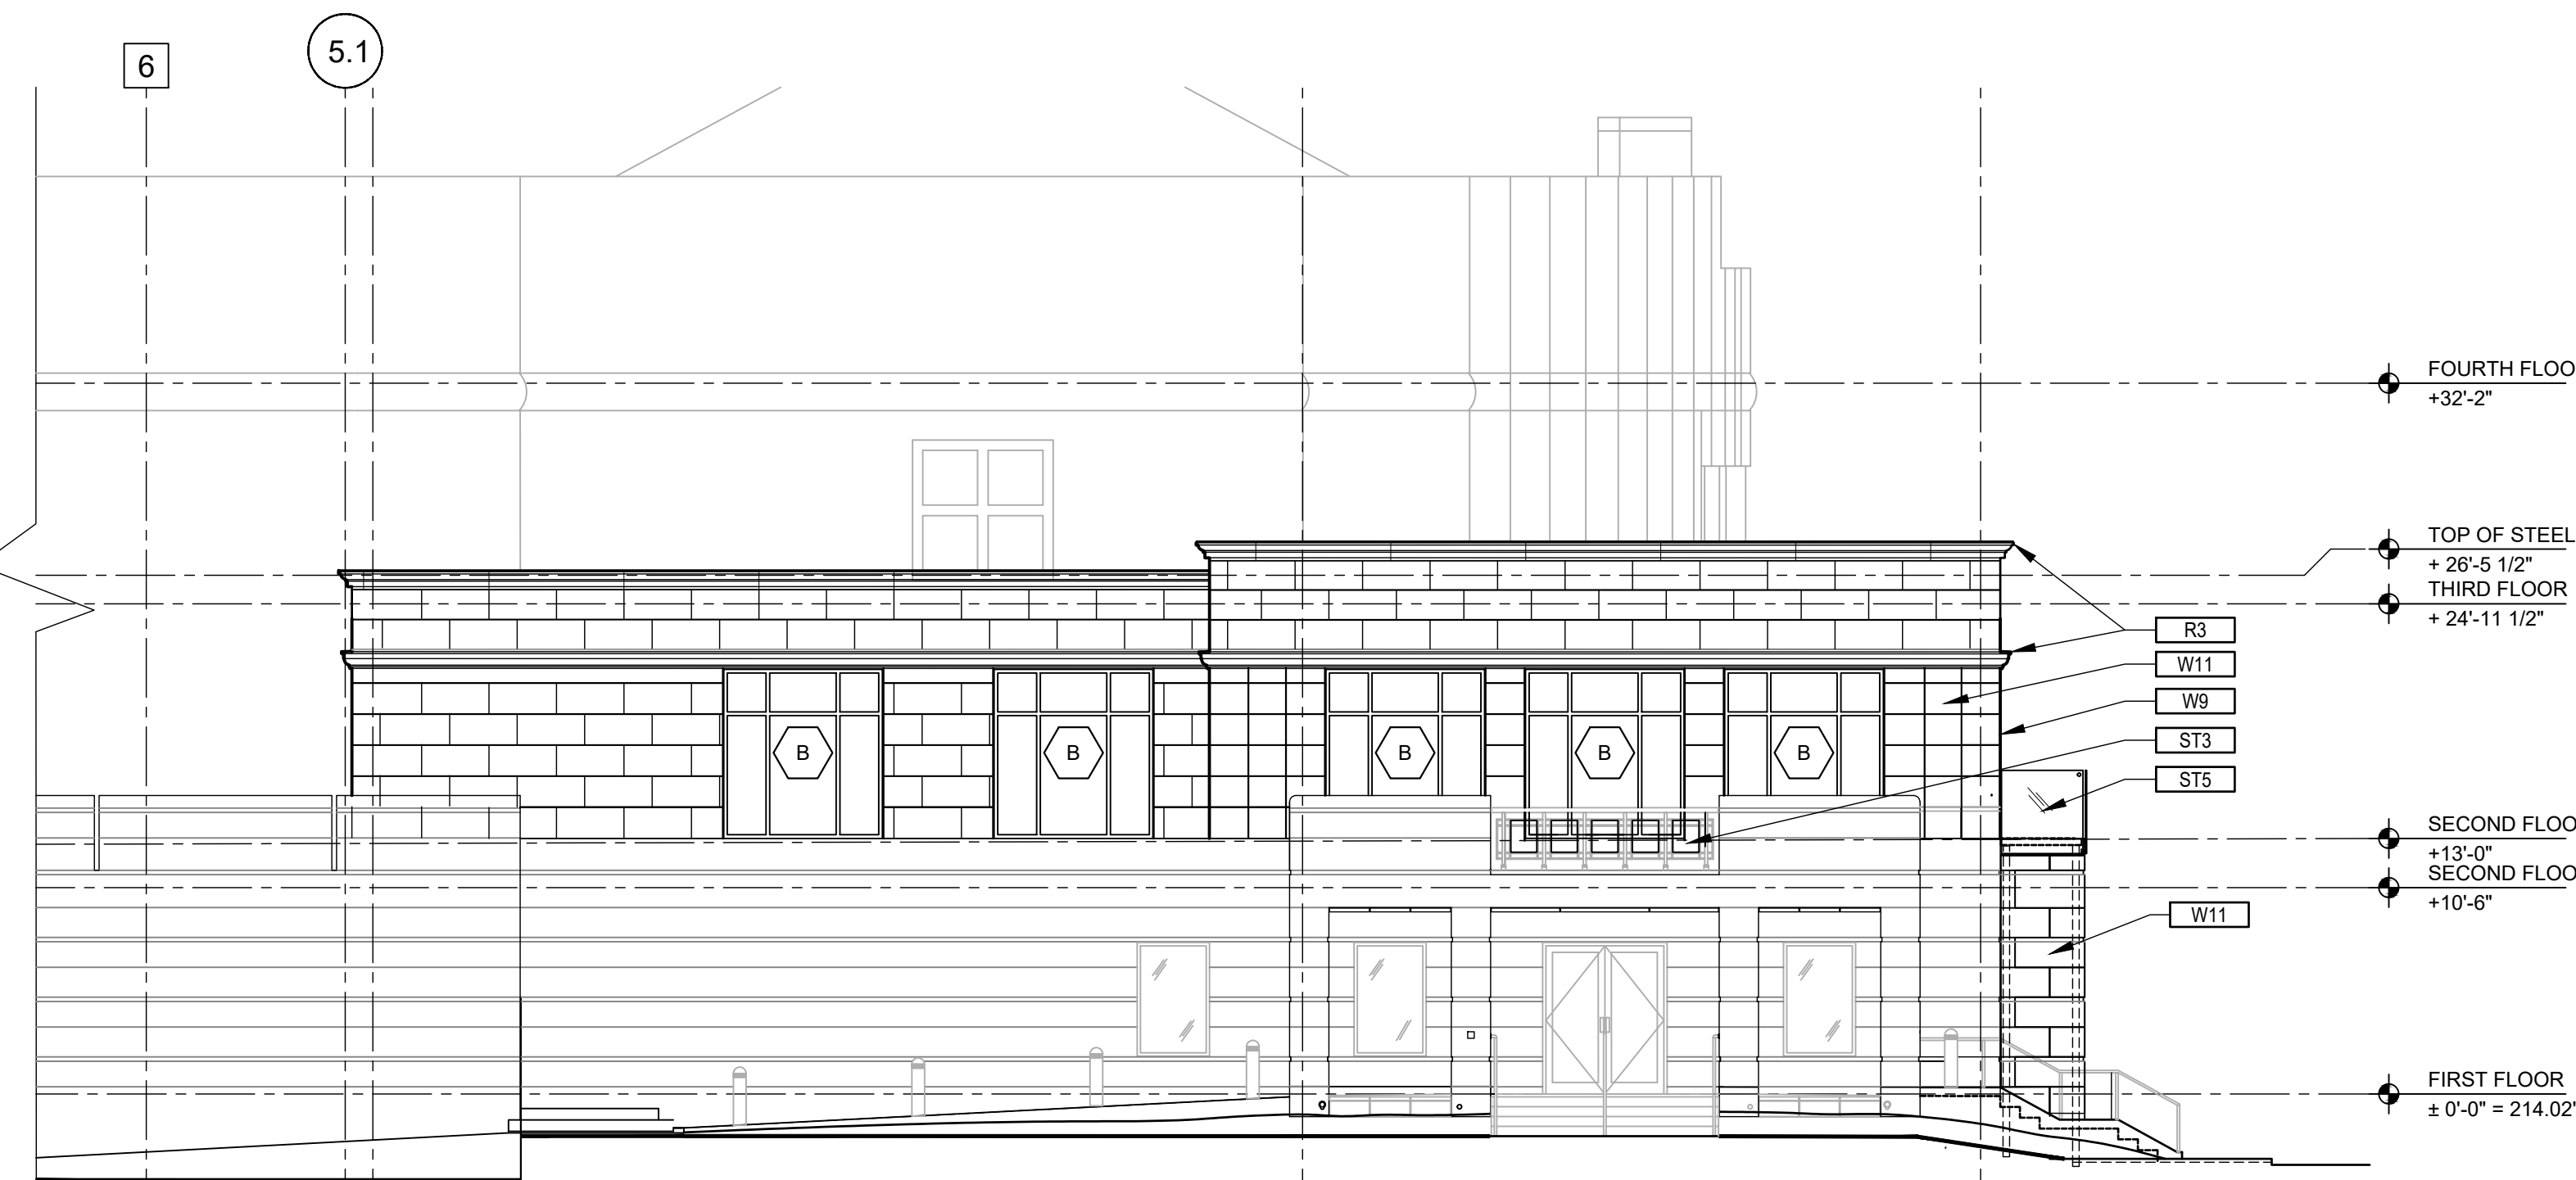 6
5.1
FOURTH FLOO
+32'-2"
TOP OF STEEL
+ 26'-5 1/2"
THIRD FLOOR
+ 24'-11 1/2"
R3
W11
W9
ST3
ST5
B
B
B
B
B
SECOND FLOO
+13'-0"
SECOND FLOO
+10'-6"
W11
FIRST FLOOR
± 0'-0" = 214.02'